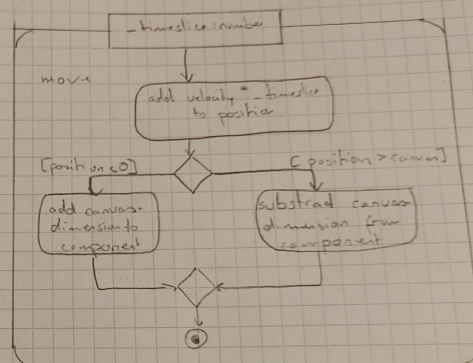 _timeslice:number
move
add velocity * _timeslice
to position
[position<0]
[position>canvas]
add canvas-
dimension to
component
substrad canvas
dimension from
component